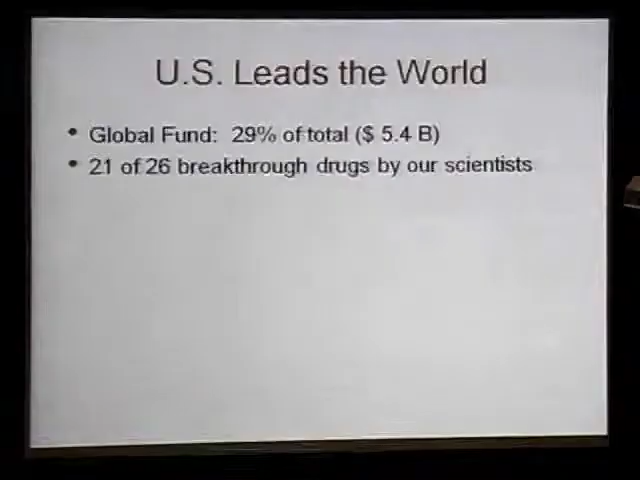 U.S. Leads the World
• Global Fund: 29% of total ($ 5.4 B)
• 21 of 26 breakthrough drugs by our scientists